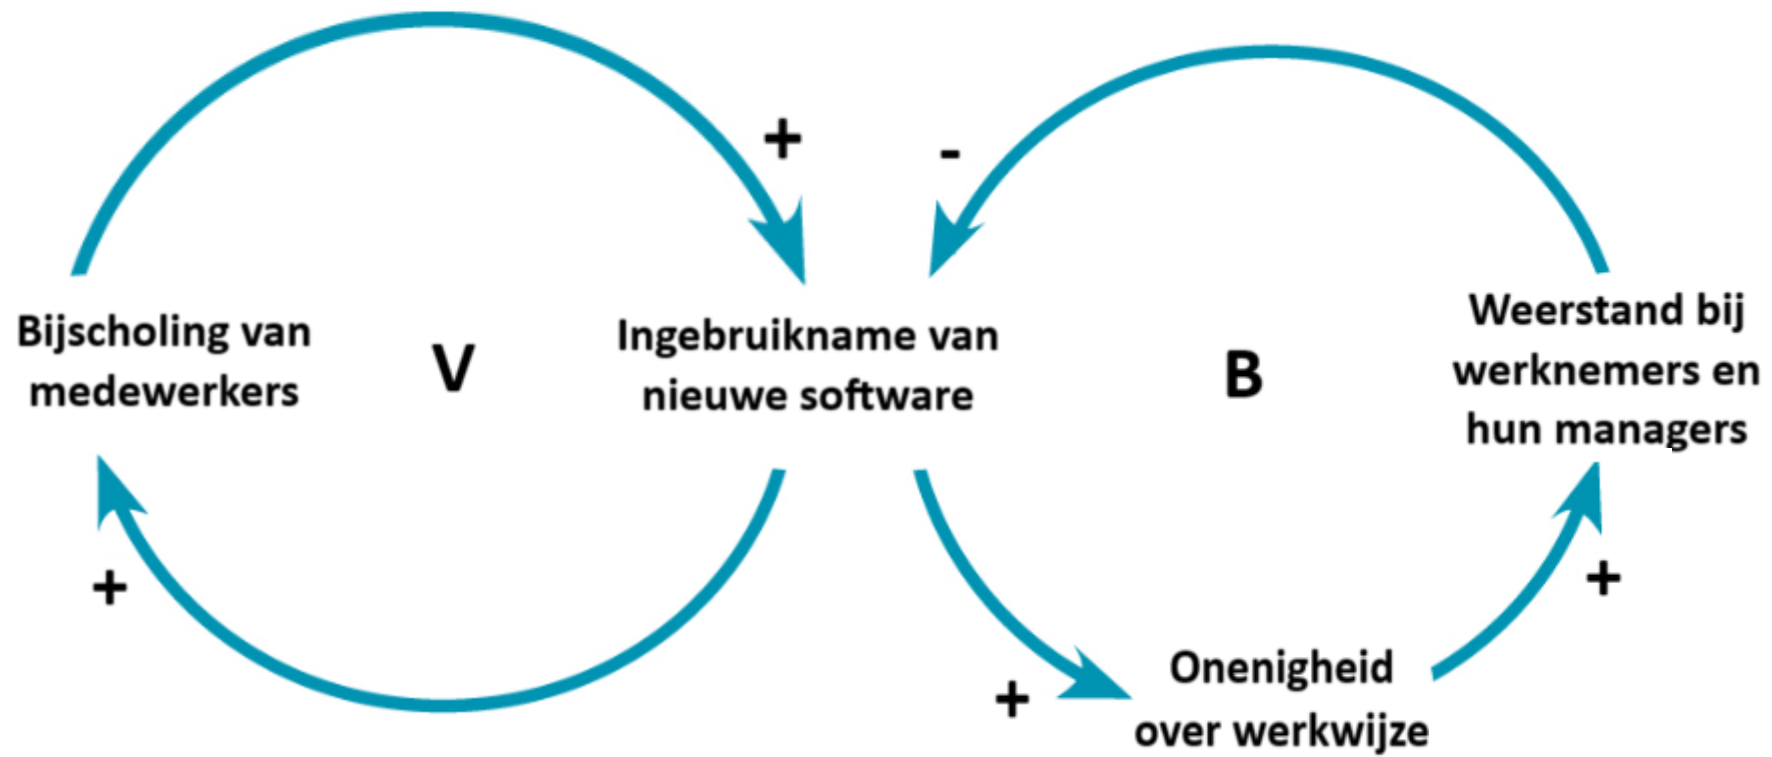 +
-
Bijscholing van
medewerkers
V
Ingebruikname van
nieuwe software
B
Weerstand bij
werknemers en
hun managers
+
+
+
Onenigheid
over werkwijze